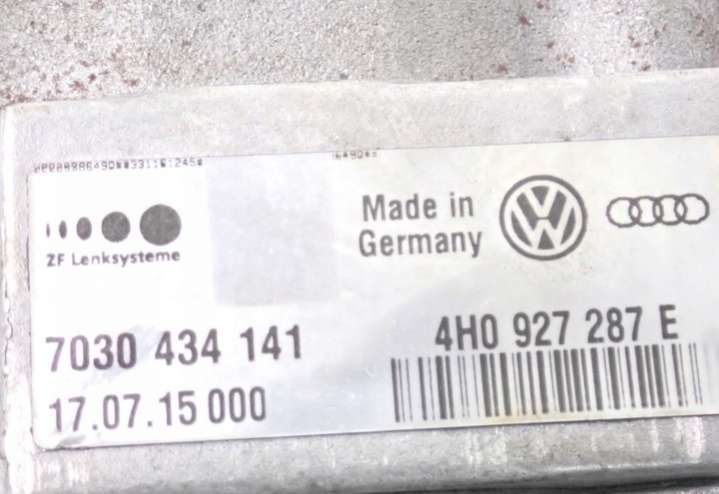 ZF Lenksysteme
Made in
Germany
7030 434 141
4H0 927 287 E
17.07.15 000